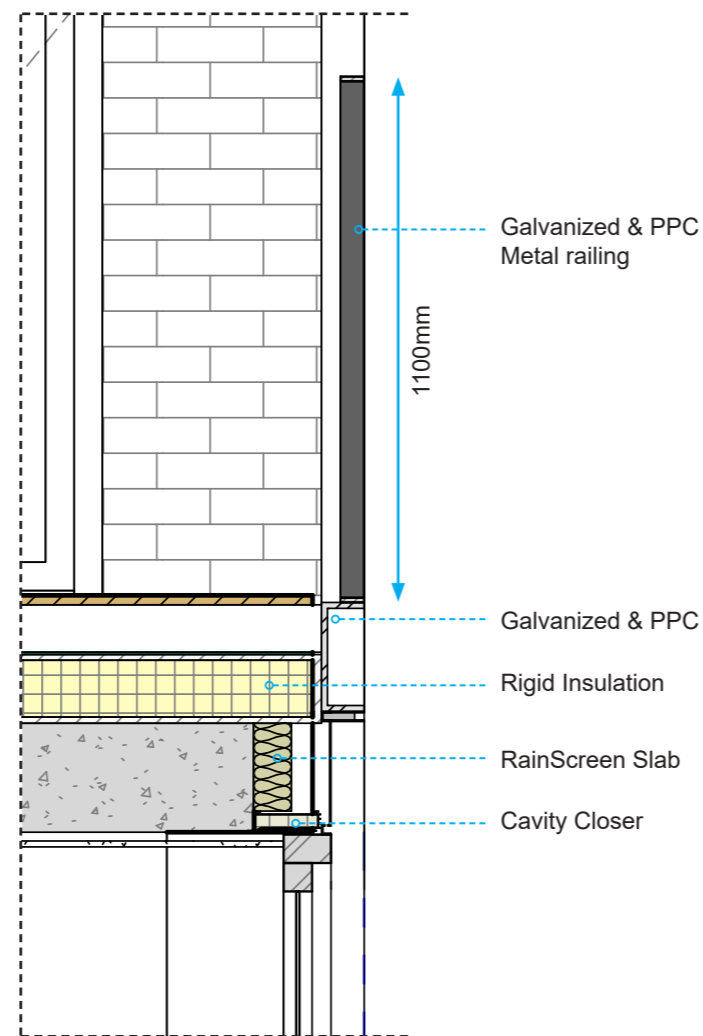 Galvanized & PPC
Metal railing
1100mm
Galvanized & PPC
Rigid Insulation
RainScreen Slab
Cavity Closer